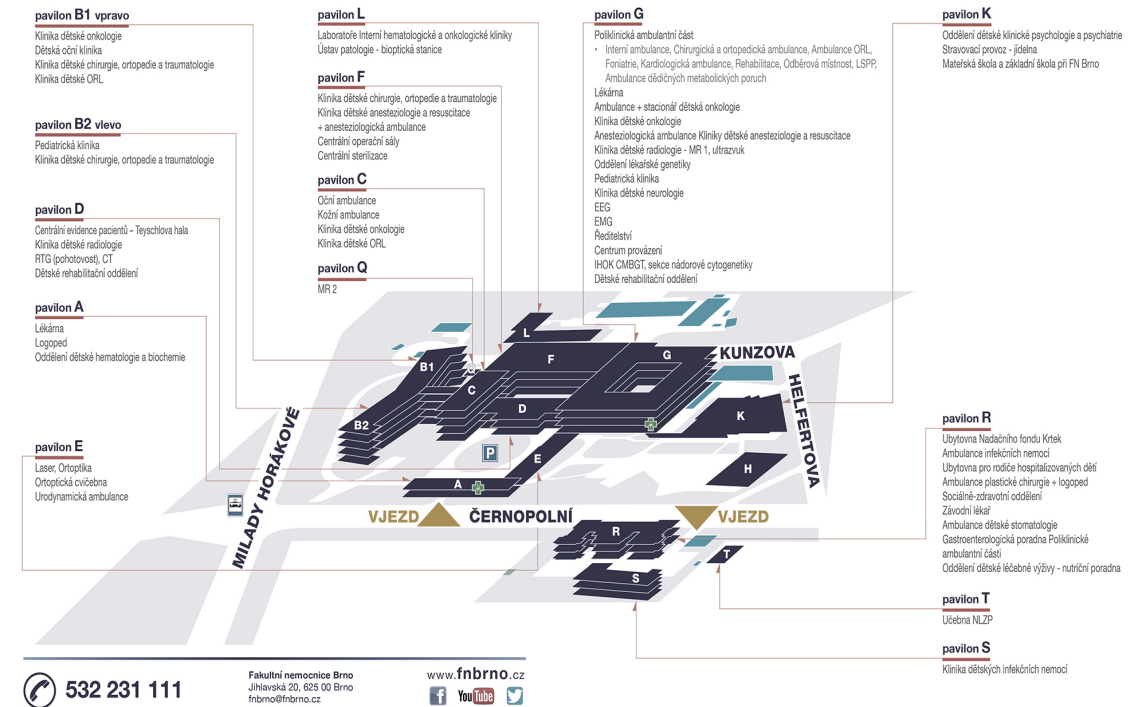 pavilon B1 vpravo
Klinika dětské onkologie
Dětská oční klinika
Klinika dětské chirurgie, ortopedie a traumatologie
Klinika dětské ORL
pavilon B2 vlevo
Pediatrická klinika
Klinika dětské chirurgie, ortopedie a traumatologie
pavilon D
Centrální evidence pacientů – Teyschlova hala
Klinika dětské radiologie
RTG (pohotovost), CT
Dětské rehabilitační oddělení
pavilon A
Lékárna
Logoped
Oddělení dětské hematologie a biochemie
pavilon E
Laser, Ortoptika
Ortoptická cvičebna
Urodynamická ambulance
pavilon L
Laboratoře Interní hematologické a onkologické kliniky
Ústav patologie - bioptická stanice
pavilon F
Klinika dětské chirurgie, ortopedie a traumatologie
Klinika dětské anesteziologie a resuscitace
+ anesteziologická ambulance
Centrální operační sály
Centrální sterilizace
pavilon C
Oční ambulance
Kožní ambulance
Klinika dětské onkologie
Klinika dětské ORL
pavilon Q
MR 2
pavilon G
Poliklinická ambulantní část
• Interní ambulance, Chirurgická a ortopedická ambulance, Ambulance ORL,
Foniatrie, Kardiologická ambulance, Rehabilitace, Odběrová místnost, LSPP,
Ambulance dědičných metabolických poruch
Lékárna
Ambulance + stacionář dětská onkologie
Klinika dětské onkologie
Anesteziologická ambulance Kliniky dětské anesteziologie a resuscitace
Klinika dětské radiologie - MR 1, ultrazvuk
Oddělení lékařské genetiky
Pediatrická klinika
Klinika dětské neurologie
EEG
EMG
Ředitelství
Centrum provázení
IHOK CMBGT, sekce nádorové cytogenetiky
Dětské rehabilitační oddělení
pavilon K
Oddělení dětské klinické psychologie a psychiatrie
Stravovací provoz - jídelna
Mateřská škola a základní škola při FN Brno
pavilon R
Ubytovna Nadačního fondu Krtek
Ambulance infekčních nemocí
Ubytovna pro rodiče hospitalizovaných dětí
Ambulance plastické chirurgie + logoped
Sociálně-zdravotní oddělení
Závodní lékař
Ambulance dětské stomatologie
Gastroenterologická poradna Poliklinické
ambulantní části
Oddělení dětské léčebné výživy - nutriční poradna
pavilon T
Učebna NLZP
pavilon S
Klinika dětských infekčních nemocí
L
F
G
B1
Q
C
D
B2
K
E
H
A
P
R
S
T
KUNZOVA
HELFERTOVA
MILADY HORÁKOVÉ
VJEZD
ČERNOPOLNÍ
VJEZD
532 231 111
Fakultní nemocnice Brno
Jihlavská 20, 625 00 Brno
fnbrno@fnbrno.cz
www.fnbrno.cz
f
YouTube